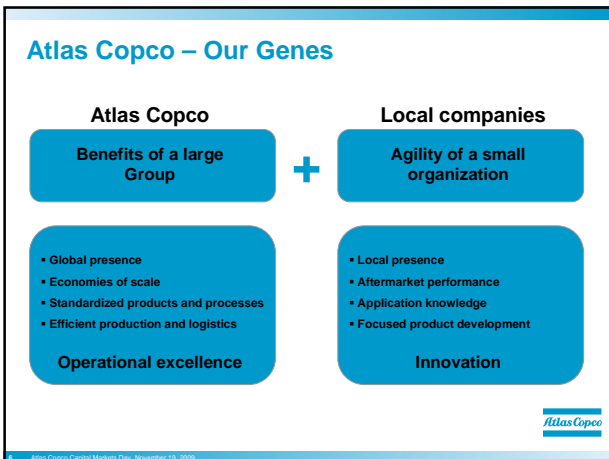 Atlas Copco – Our Genes
Atlas Copco
Benefits of a large
Group
+
Local companies
Agility of a small
organization
▪ Global presence
▪ Economies of scale
▪ Standardized products and processes
▪ Efficient production and logistics
Operational excellence
▪ Local presence
▪ Aftermarket performance
▪ Application knowledge
▪ Focused product development
Innovation
Atlas Copco
6 Atlas Copco Capital Markets Day, November 19, 2009